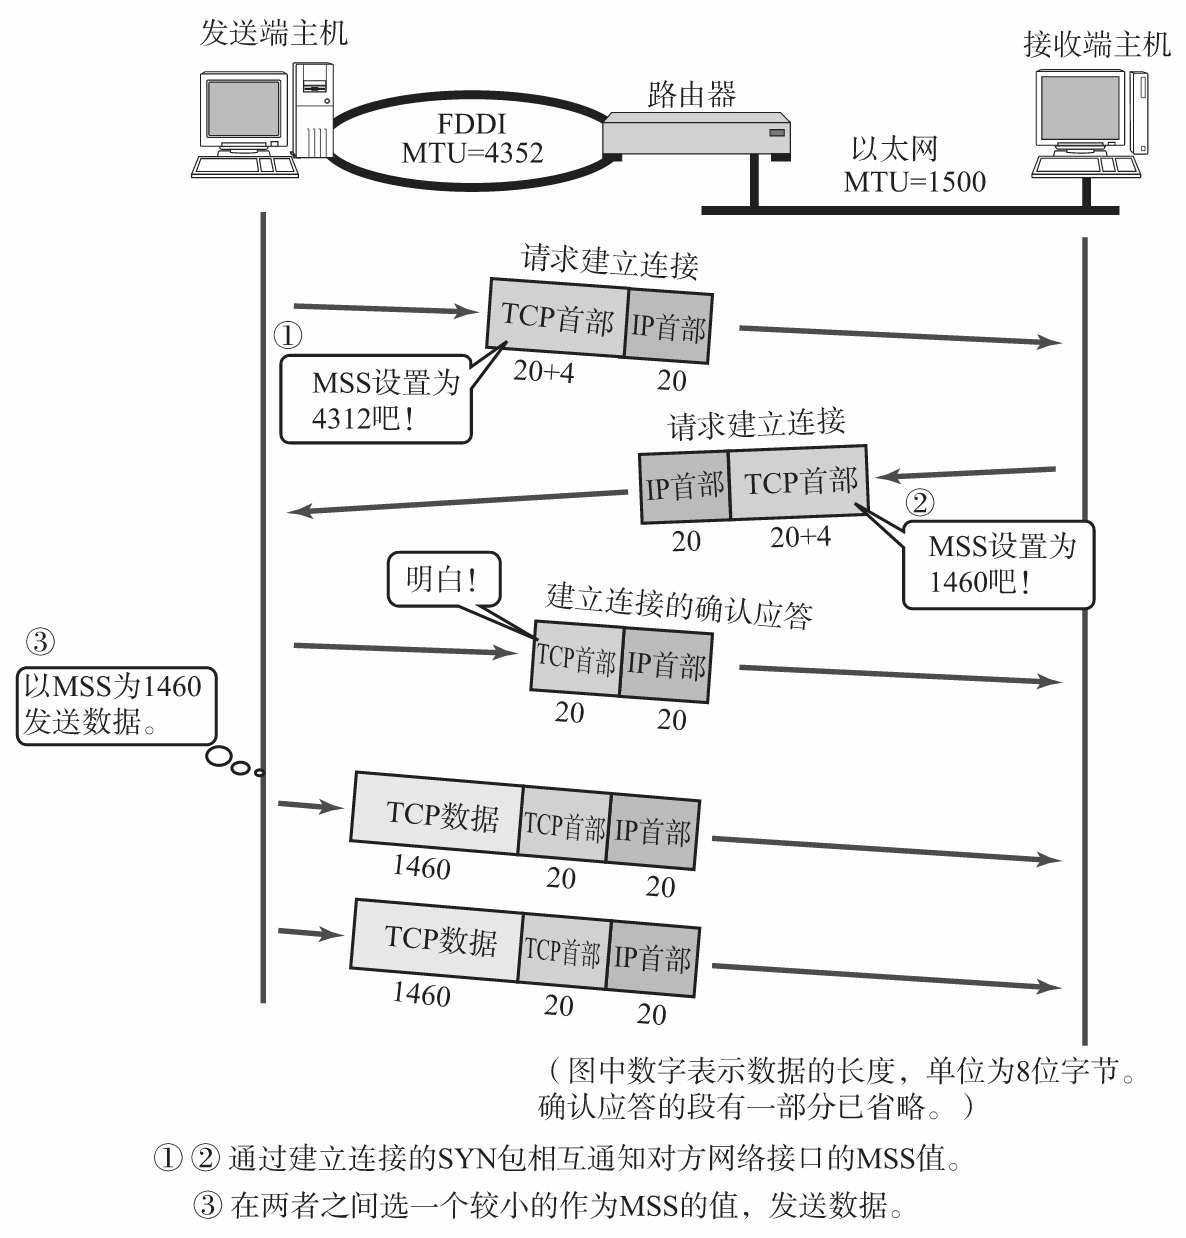 发送端主机
接收端主机
路由器
FDDI
MTU=4352
以太网
MTU=1500
请求建立连接
TCP首部
IP首部
①
20+4
20
MSS设置为
4312吧！
请求建立连接
IP首部
TCP首部
②
20
20+4
MSS设置为
1460吧！
明白！
建立连接的确认应答
③
TCP首部
IP首部
20
20
以MSS为1460
发送数据。
TCP数据
TCP首部
IP首部
1460
20
20
TCP数据
TCP首部
IP首部
1460
20
20
（图中数字表示数据的长度，单位为8位字节。
确认应答的段有一部分已省略。）
① ② 通过建立连接的SYN包相互通知对方网络接口的MSS值。
③ 在两者之间选一个较小的作为MSS的值，发送数据。